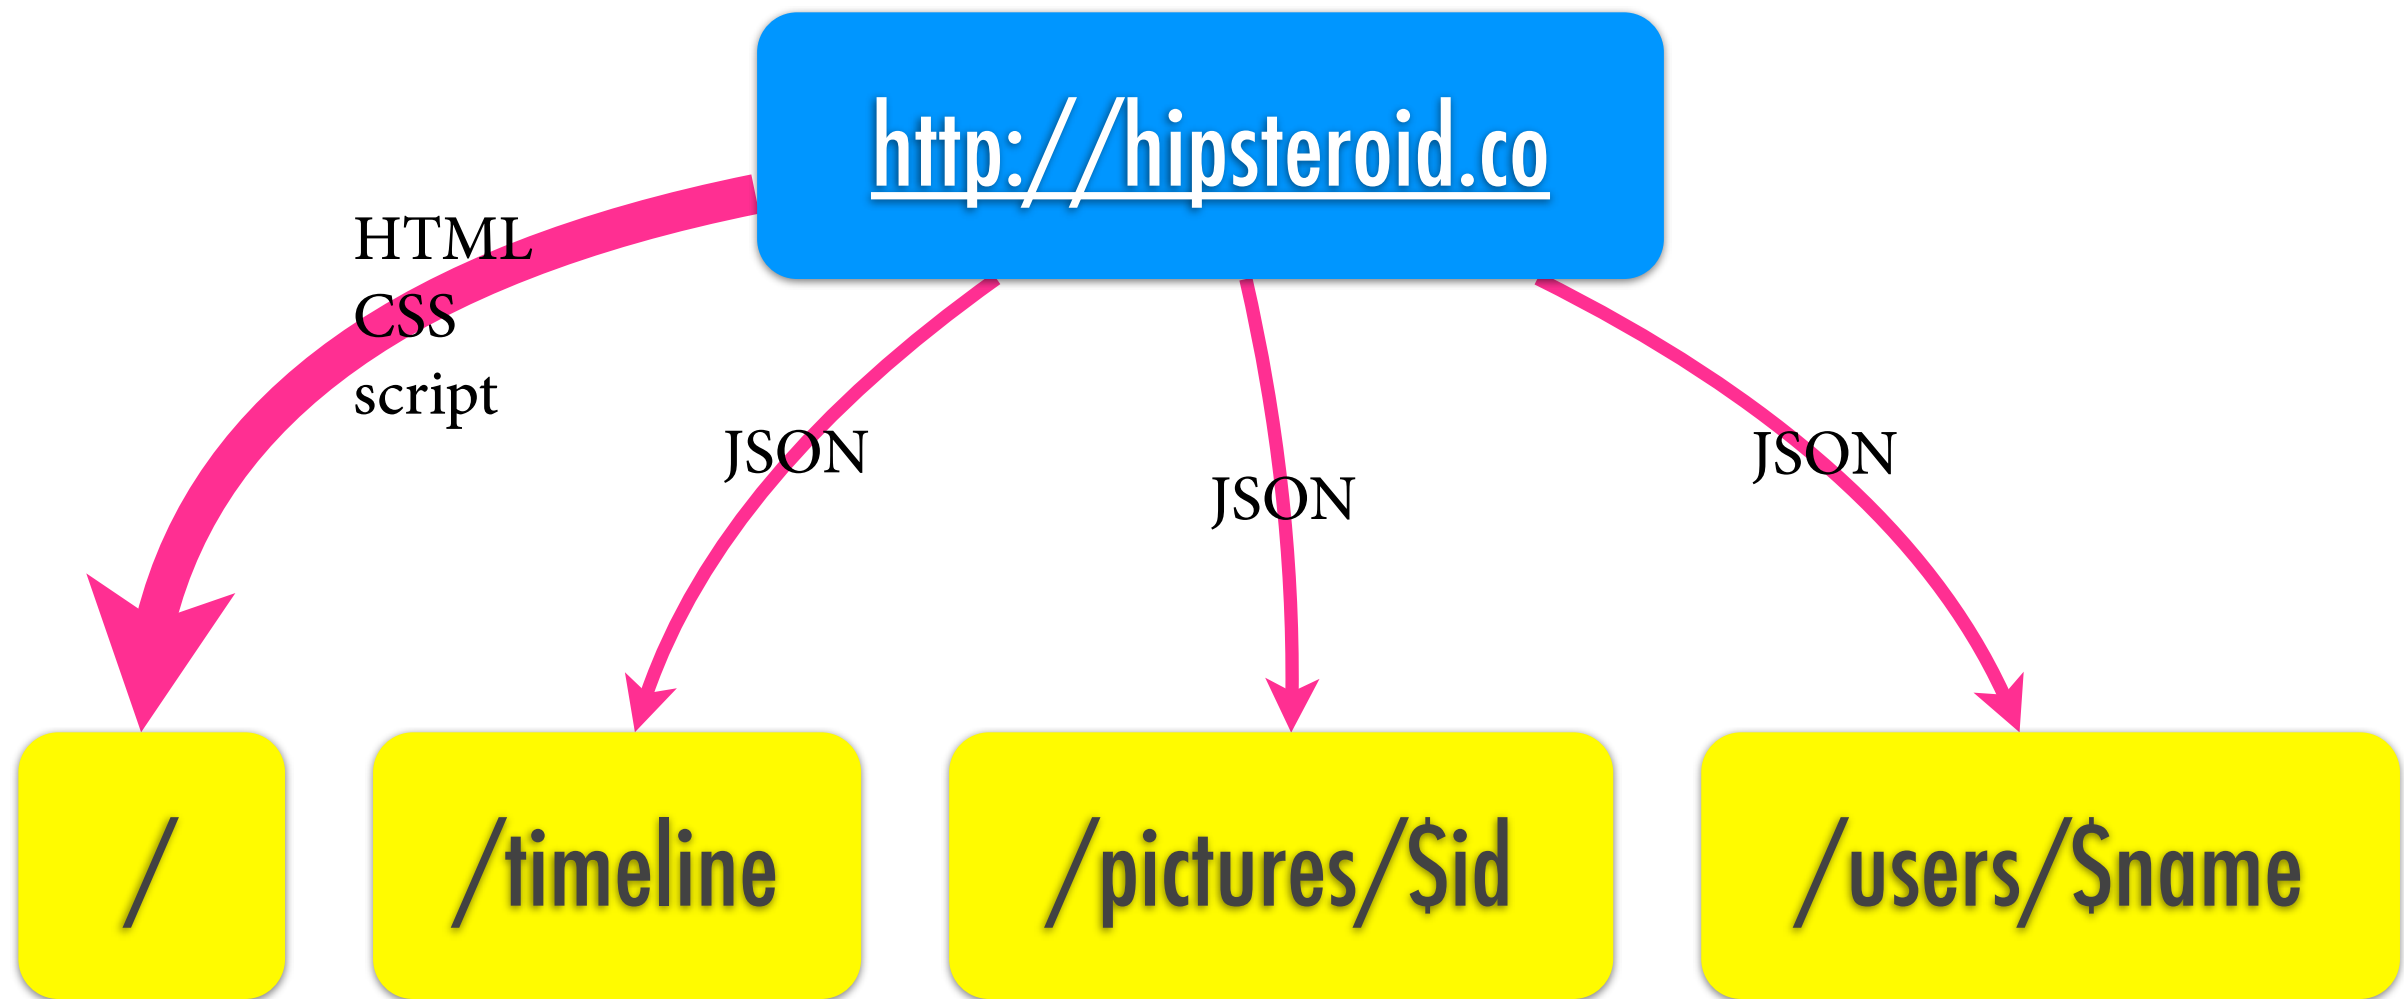 http://hipsteroid.co
HTML
CSS
script
JSON
JSON
JSON
/
/timeline
/pictures/$id
/users/$name